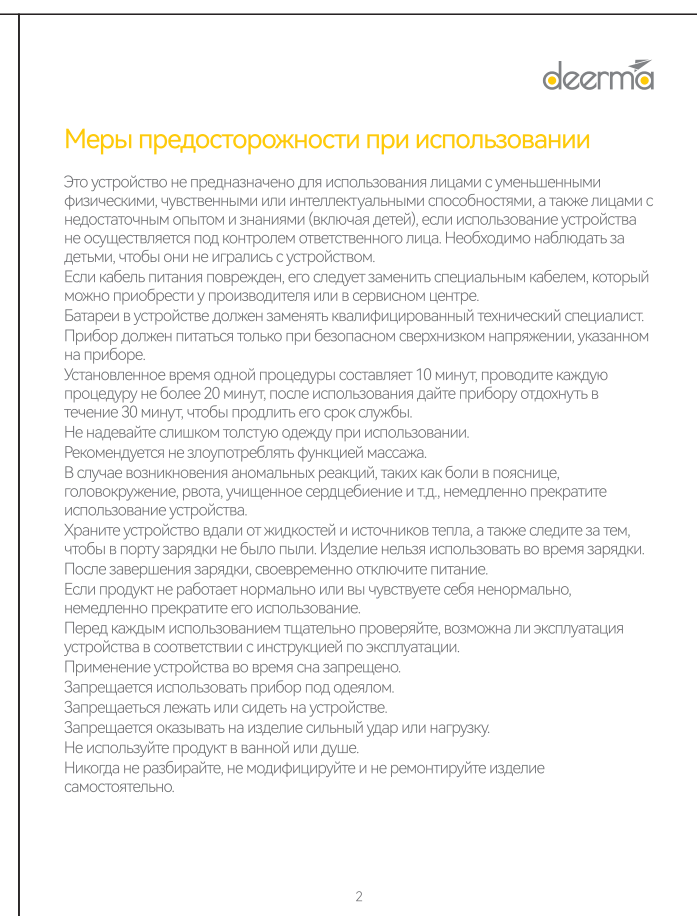 deerma
Меры предосторожности при использовании
Это устройство не предназначено для использования лицами с уменьшенными
физическими, чувственными или интеллектуальными способностями, а также лицами с
недостаточным опытом и знаниями (включая детей), если использование устройства
не осуществляется под контролем ответственного лица. Необходимо наблюдать за
детьми, чтобы они не игрались с устройством.
Если кабель питания поврежден, его следует заменить специальным кабелем, который
можно приобрести у производителя или в сервисном центре.
Батареи в устройстве должен заменять квалифицированный технический специалист.
Прибор должен питаться только при безопасном сверхнизком напряжении, указанном
на приборе.
Установленное время одной процедуры составляет 10 минут, проводите каждую
процедуру не более 20 минут, после использования дайте прибору отдохнуть в
течение 30 минут, чтобы продлить его срок службы.
Не надевайте слишком толстую одежду при использовании.
Рекомендуется не злоупотреблять функцией массажа.
В случае возникновения аномальных реакций, таких как боли в пояснице,
головокружение, рвота, учищенное сердцебиение и т.д., немедленно прекратите
использование устройства.
Храните устройство вдали от жидкостей и источников тепла, а также следите за тем,
чтобы в порту зарядки не было пыли. Изделие нельзя использовать во время зарядки.
После завершения зарядки, своевременно отключите питание.
Если продукт не работает нормально или вы чувствуете себя ненормально,
немедленно прекратите его использование.
Перед каждым использованием тщательно проверяйте, возможна ли эксплуатация
устройства в соответствии с инструкцией по эксплуатации.
Применение устройства во время сна запрещено.
Запрещается использовать прибор под одеялом.
Запрещаеться лежать или сидеть на устройстве.
Запрещается оказывать на изделие сильный удар или нагрузку.
Не используйте продукт в ванной или душе.
Никогда не разбирайте, не модифицируйте и не ремонтируйте изделие
самостоятельно.
2